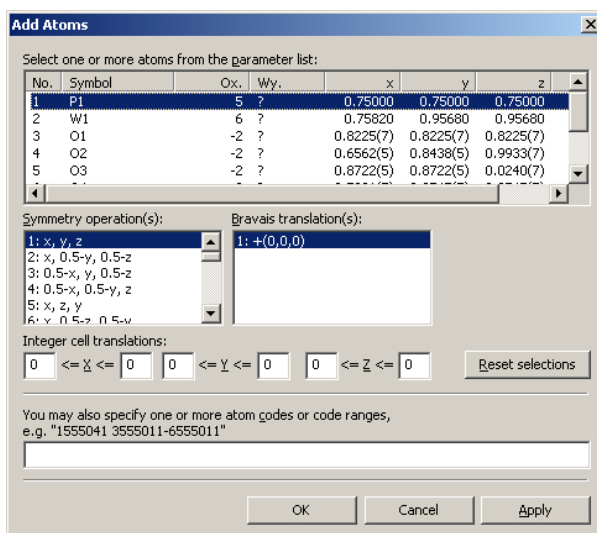 Add Atoms
Select one or more atoms from the parameter list:
No. Symbol Ox. Wy. x y z
1 P1 5 ? 0.75000 0.75000 0.75000
2 W1 6 ? 0.75820 0.95680 0.95680
3 O1 -2 ? 0.8225(7) 0.8225(7) 0.8225(7)
4 O2 -2 ? 0.6562(5) 0.8438(5) 0.9933(7)
5 O3 -2 ? 0.8722(5) 0.8722(5) 0.0240(7)
Symmetry operation(s): Bravais translation(s):
1: x, y, z 1: +(0,0,0)
2: x, 0.5-y, 0.5-z
3: 0.5-x, y, 0.5-z
4: 0.5-x, 0.5-y, z
5: x, z, y
6: x, 0.5-z, 0.5-y
Integer cell translations:
0 <= X <= 0 0 <= Y <= 0 0 <= Z <= 0 Reset selections
You may also specify one or more atom codes or code ranges,
e.g. "1555041 3555011-6555011"
OK Cancel Apply